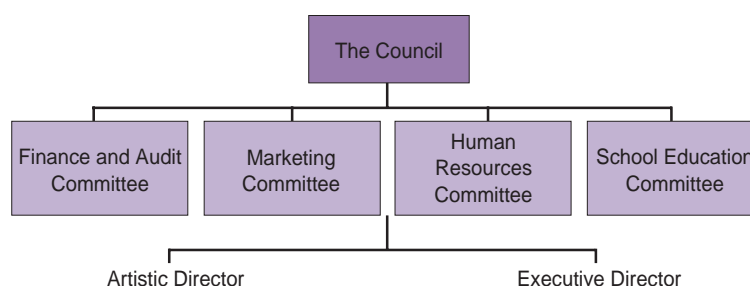 The Council
Finance and Audit
Committee
Marketing
Committee
Human
Resources
Committee
School Education
Committee
Artistic Director
Executive Director